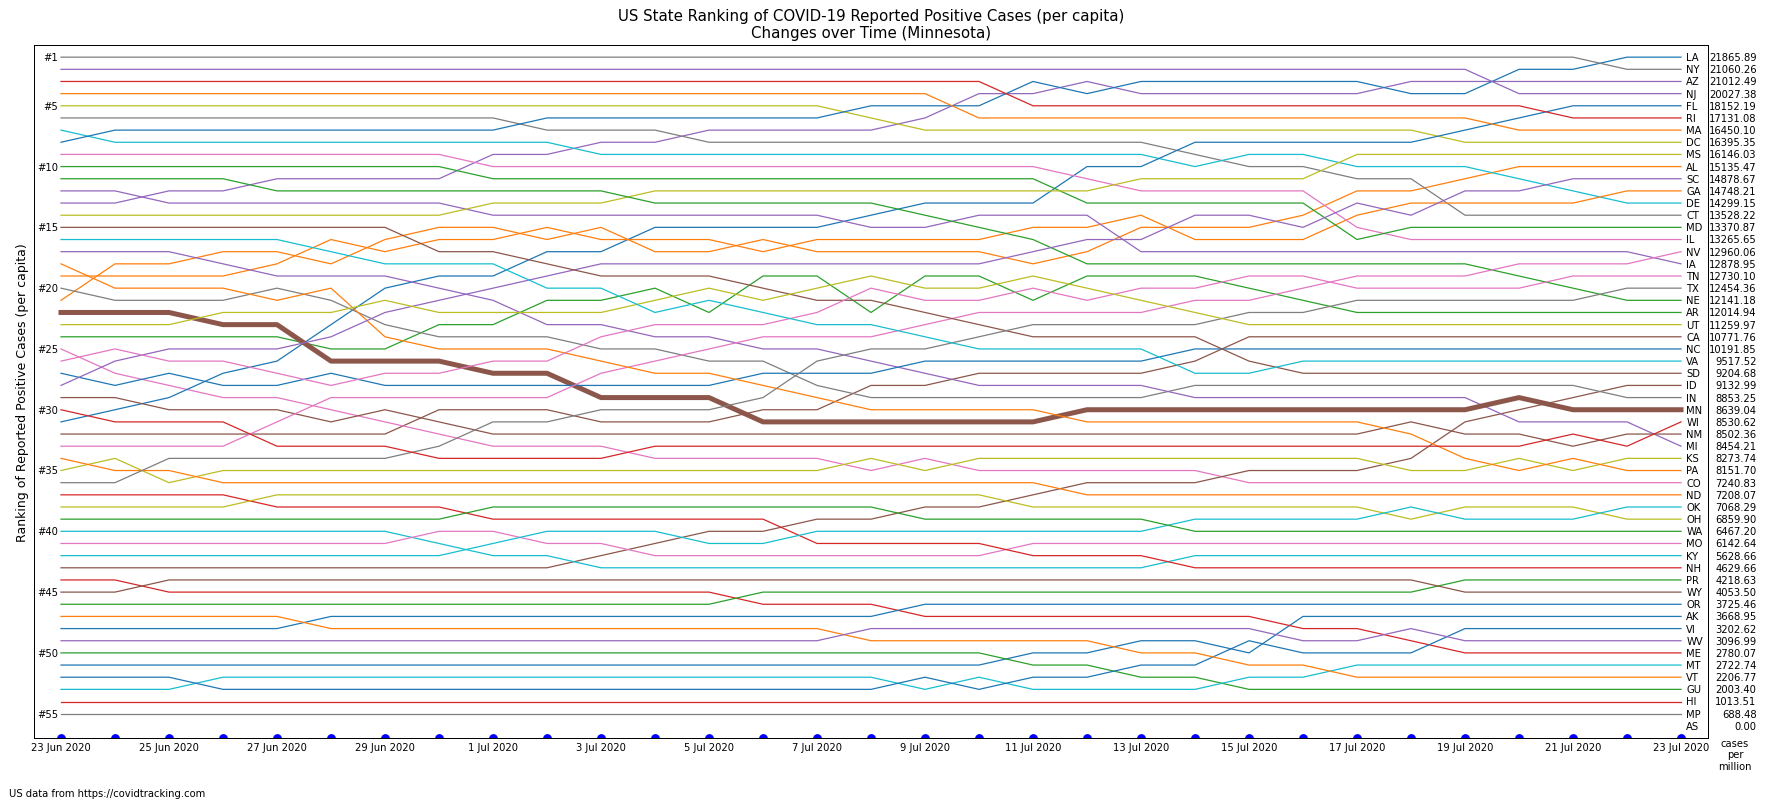 US State Ranking of COVID-19 Reported Positive Cases (per capita)
Changes over Time (Minnesota)
Ranking of Reported Positive Cases (per capita)
#1
#5
#10
#15
#20
#25
#30
#35
#40
#45
#50
#55
LA 21865.89
NY 21060.26
AZ 21012.49
NJ 20027.38
FL 18152.19
RI 17131.08
MA 16450.10
DC 16395.35
MS 16146.03
AL 15135.47
SC 14878.67
GA 14748.21
DE 14299.15
CT 13528.22
MD 13370.87
IL 13265.65
NV 12960.06
IA 12878.95
TN 12730.10
TX 12454.36
NE 12141.18
AR 12014.94
UT 11259.97
CA 10771.76
NC 10191.85
VA 9517.52
SD 9204.68
ID 9132.99
IN 8853.25
MN 8639.04
WI 8530.62
NM 8502.36
MI 8454.21
KS 8273.74
PA 8151.70
CO 7240.83
ND 7208.07
OK 7068.29
OH 6859.90
WA 6467.20
MO 6142.64
KY 5628.66
NH 4629.66
PR 4218.63
WY 4053.50
OR 3725.46
AK 3668.95
VI 3202.62
WV 3096.99
ME 2780.07
MT 2722.74
VT 2206.77
GU 2003.40
HI 1013.51
MP 688.48
AS 0.00
23 Jun 2020 25 Jun 2020 27 Jun 2020 29 Jun 2020 1 Jul 2020 3 Jul 2020 5 Jul 2020 7 Jul 2020 9 Jul 2020 11 Jul 2020 13 Jul 2020 15 Jul 2020 17 Jul 2020 19 Jul 2020 21 Jul 2020 23 Jul 2020
cases
per
million
US data from https://covidtracking.com